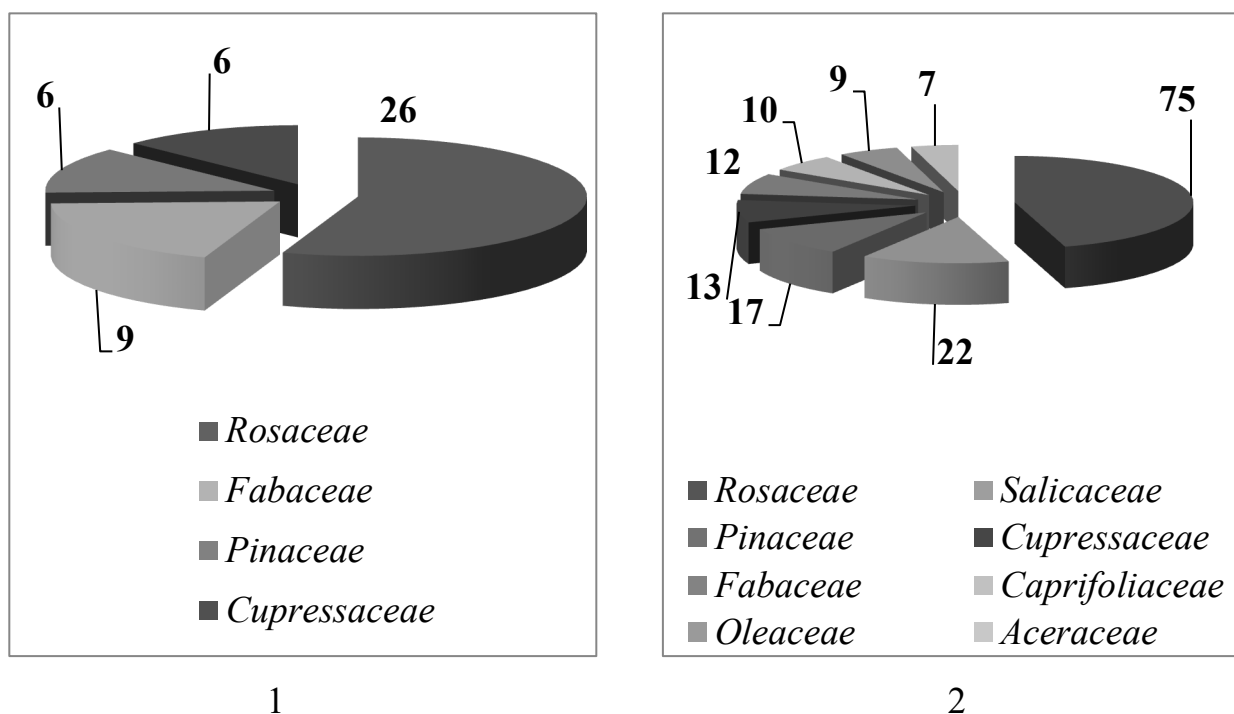 6
6
26
9
Rosaceae
Fabaceae
Pinaceae
Cupressaceae
1
75
7
9
10
12
13
17
22
Rosaceae Salicaceae
Pinaceae Cupressaceae
Fabaceae Caprifoliaceae
Oleaceae Aceraceae
2